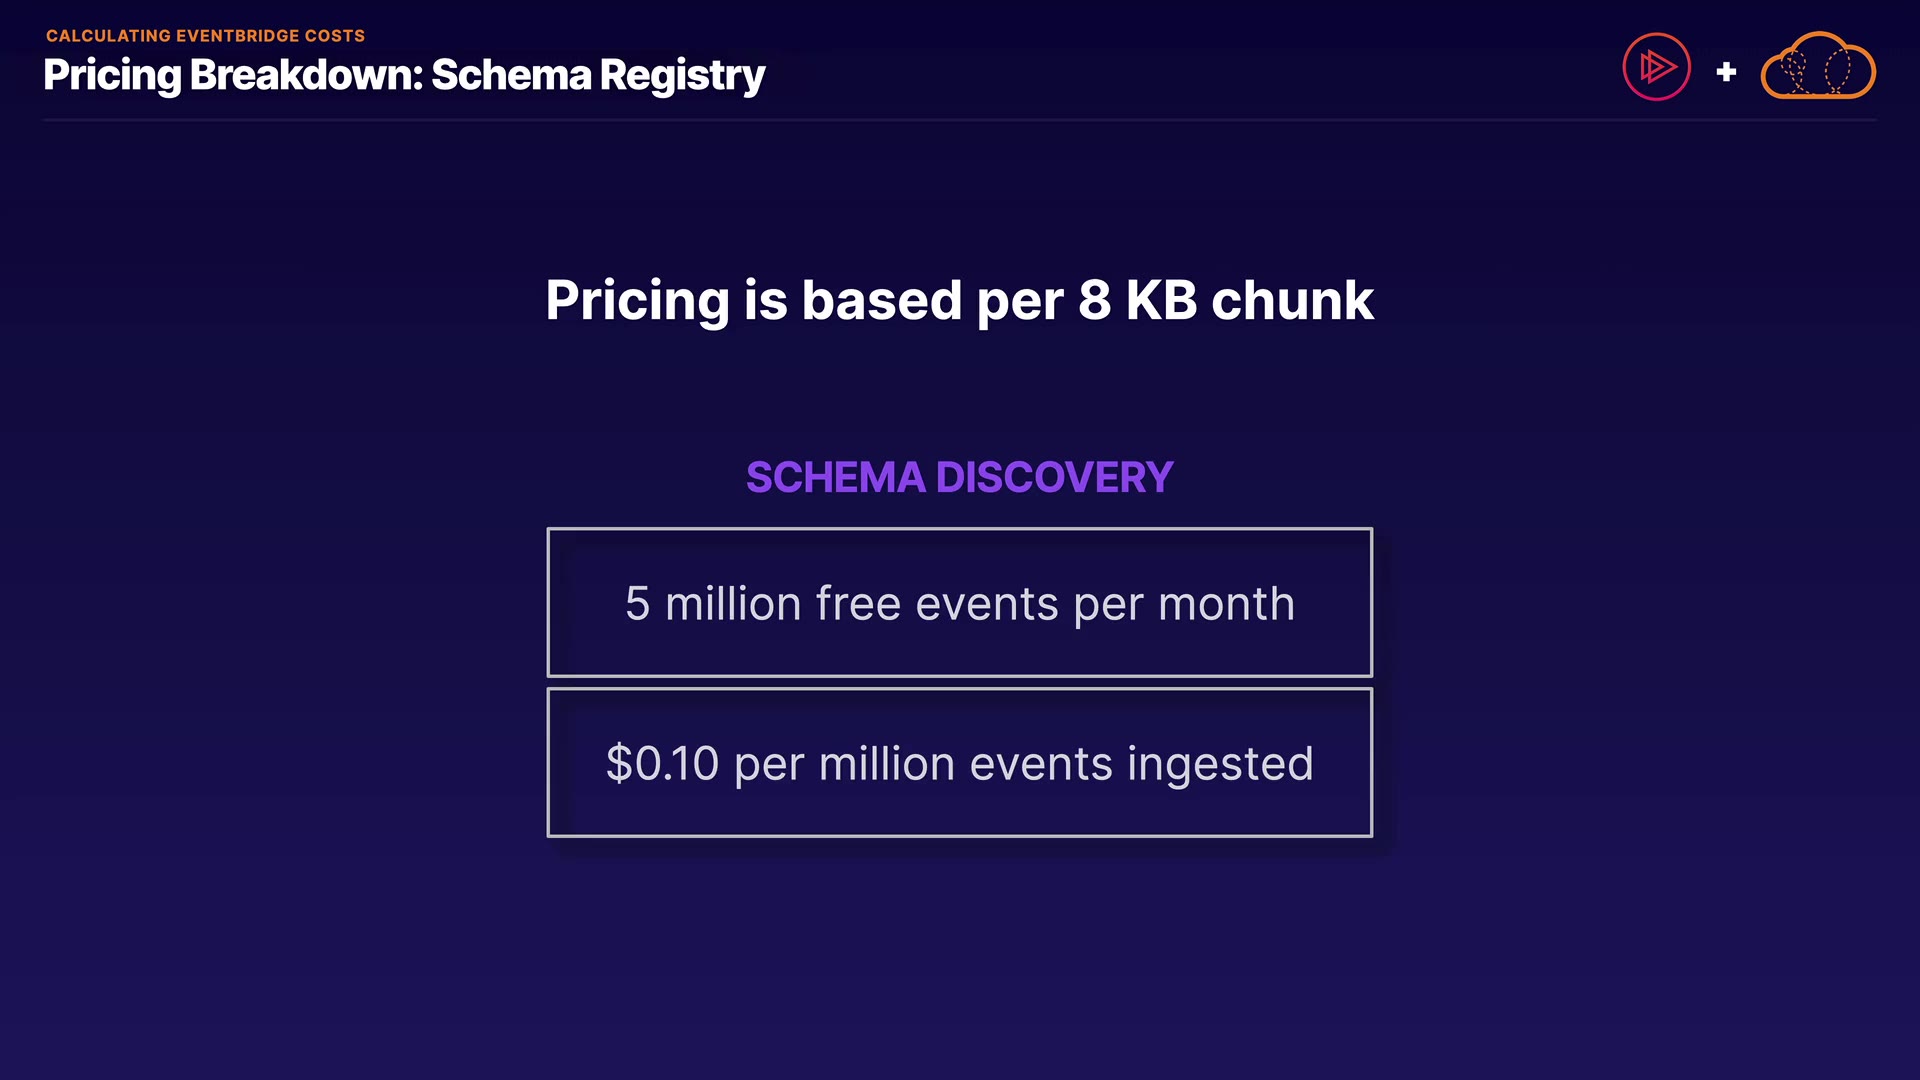 CALCULATING EVENTBRIDGE COSTS
Pricing Breakdown: Schema Registry
+
Pricing is based per 8 KB chunk
SCHEMA DISCOVERY
5 million free events per month
$0.10 per million events ingested